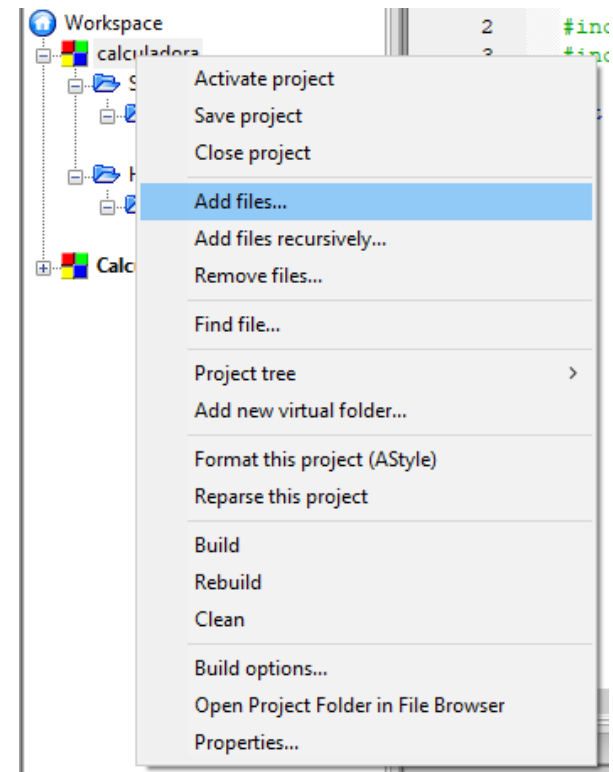 Workspace
2 #inc
calculadora
Activate project
Save project
Close project
Add files...
Add files recursively...
Remove files...
Calc
Find file...
Project tree
Add new virtual folder...
Format this project (AStyle)
Reparse this project
Build
Rebuild
Clean
Build options...
Open Project Folder in File Browser
Properties...